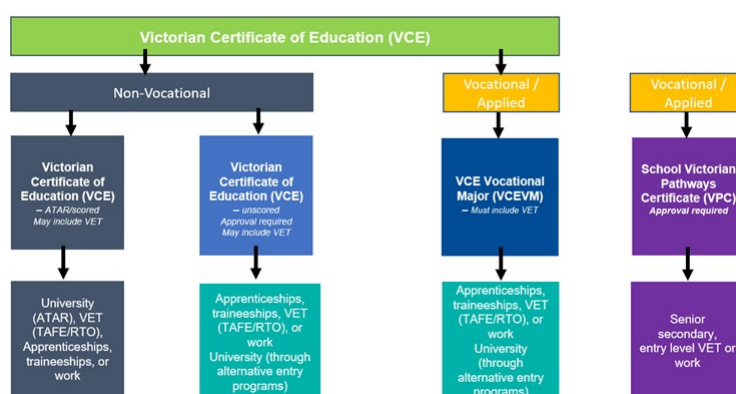 Victorian Certificate of Education (VCE)
Non-Vocational
Vocational /
Applied
Vocational /
Applied
Victorian
Certificate of
Education (VCE)
– ATAR/scored
May include VET
Victorian
Certificate of
Education (VCE)
– unscored
Approval required
May include VET
VCE Vocational
Major (VCEVM)
– Must include VET
School Victorian
Pathways
Certificate (VPC)
Approval required
University
(ATAR), VET
(TAFE/RTO),
Apprenticeships,
traineeships, or
work
Apprenticeships,
traineeships, VET
(TAFE/RTO), or
work
University (through
alternative entry
programs)
Apprenticeships,
traineeships, VET
(TAFE/RTO), or
work
University
(through
alternative entry
programs)
Senior
secondary,
entry level VET or
work